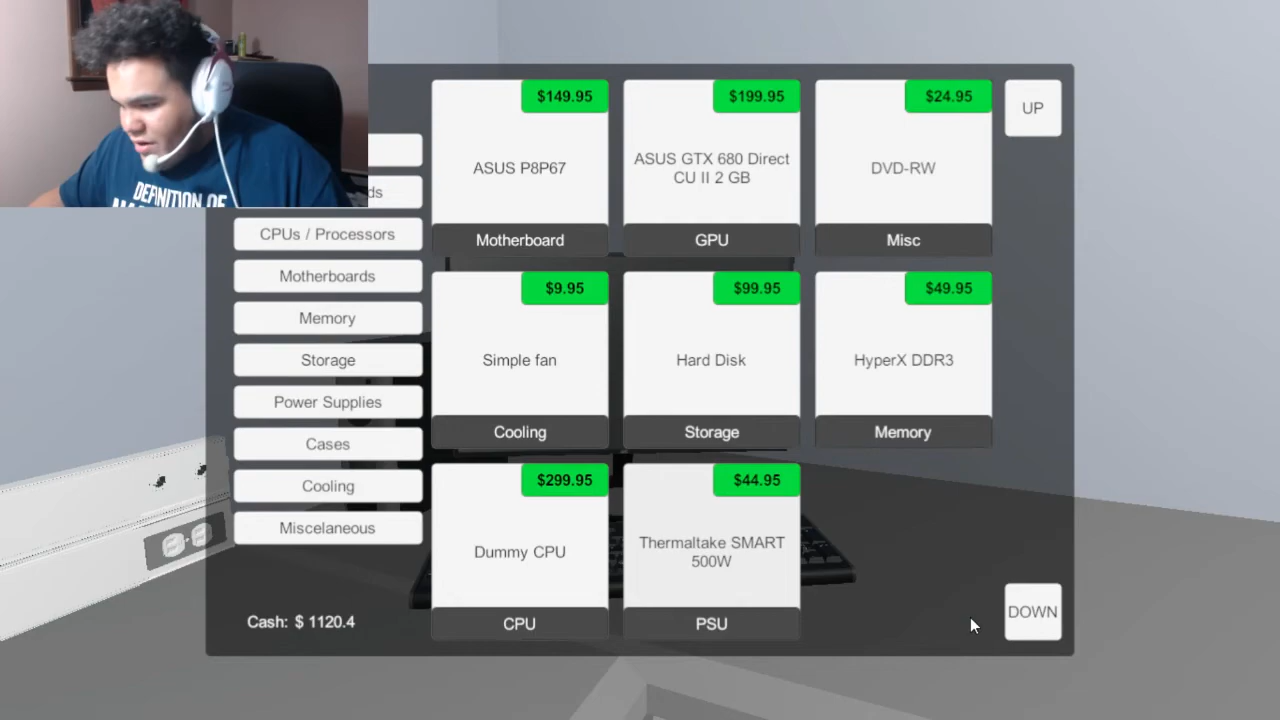 DEFINITION OF
ds
CPUs / Processors
Motherboards
Memory
Storage
Power Supplies
Cases
Cooling
Miscelaneous
Cash: $ 1120.4
$149.95
ASUS P8P67
Motherboard
$199.95
ASUS GTX 680 Direct
CU II 2 GB
GPU
$24.95
DVD-RW
Misc
$9.95
Simple fan
Cooling
$99.95
Hard Disk
Storage
$49.95
HyperX DDR3
Memory
$299.95
Dummy CPU
CPU
$44.95
Thermaltake SMART
500W
PSU
UP
DOWN